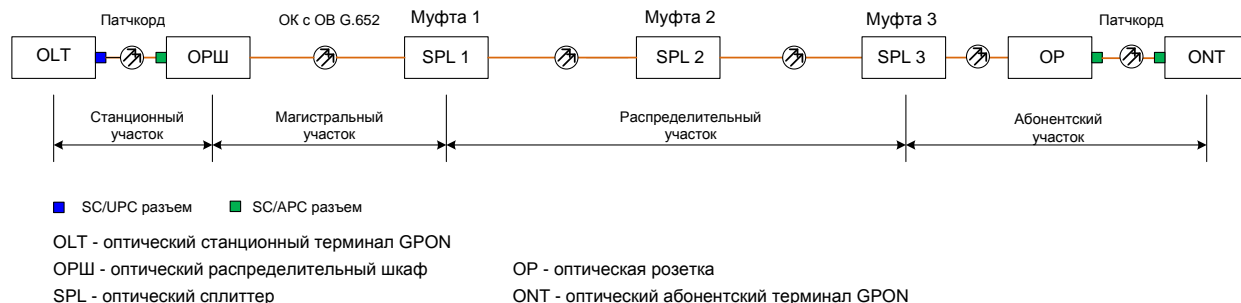 Патчкорд
ОК с ОВ G.652
Муфта 1
Муфта 2
Муфта 3
Патчкорд
OLT
ОРШ
SPL 1
SPL 2
SPL 3
ОР
ONT
Станционный
участок
Магистральный
участок
Распределительный
участок
Абонентский
участок
SC/UPC разъем
SC/APC разъем
OLT - оптический станционный терминал GPON
ОРШ - оптический распределительный шкаф
ОР - оптическая розетка
SPL - оптический сплиттер
ONT - оптический абонентский терминал GPON